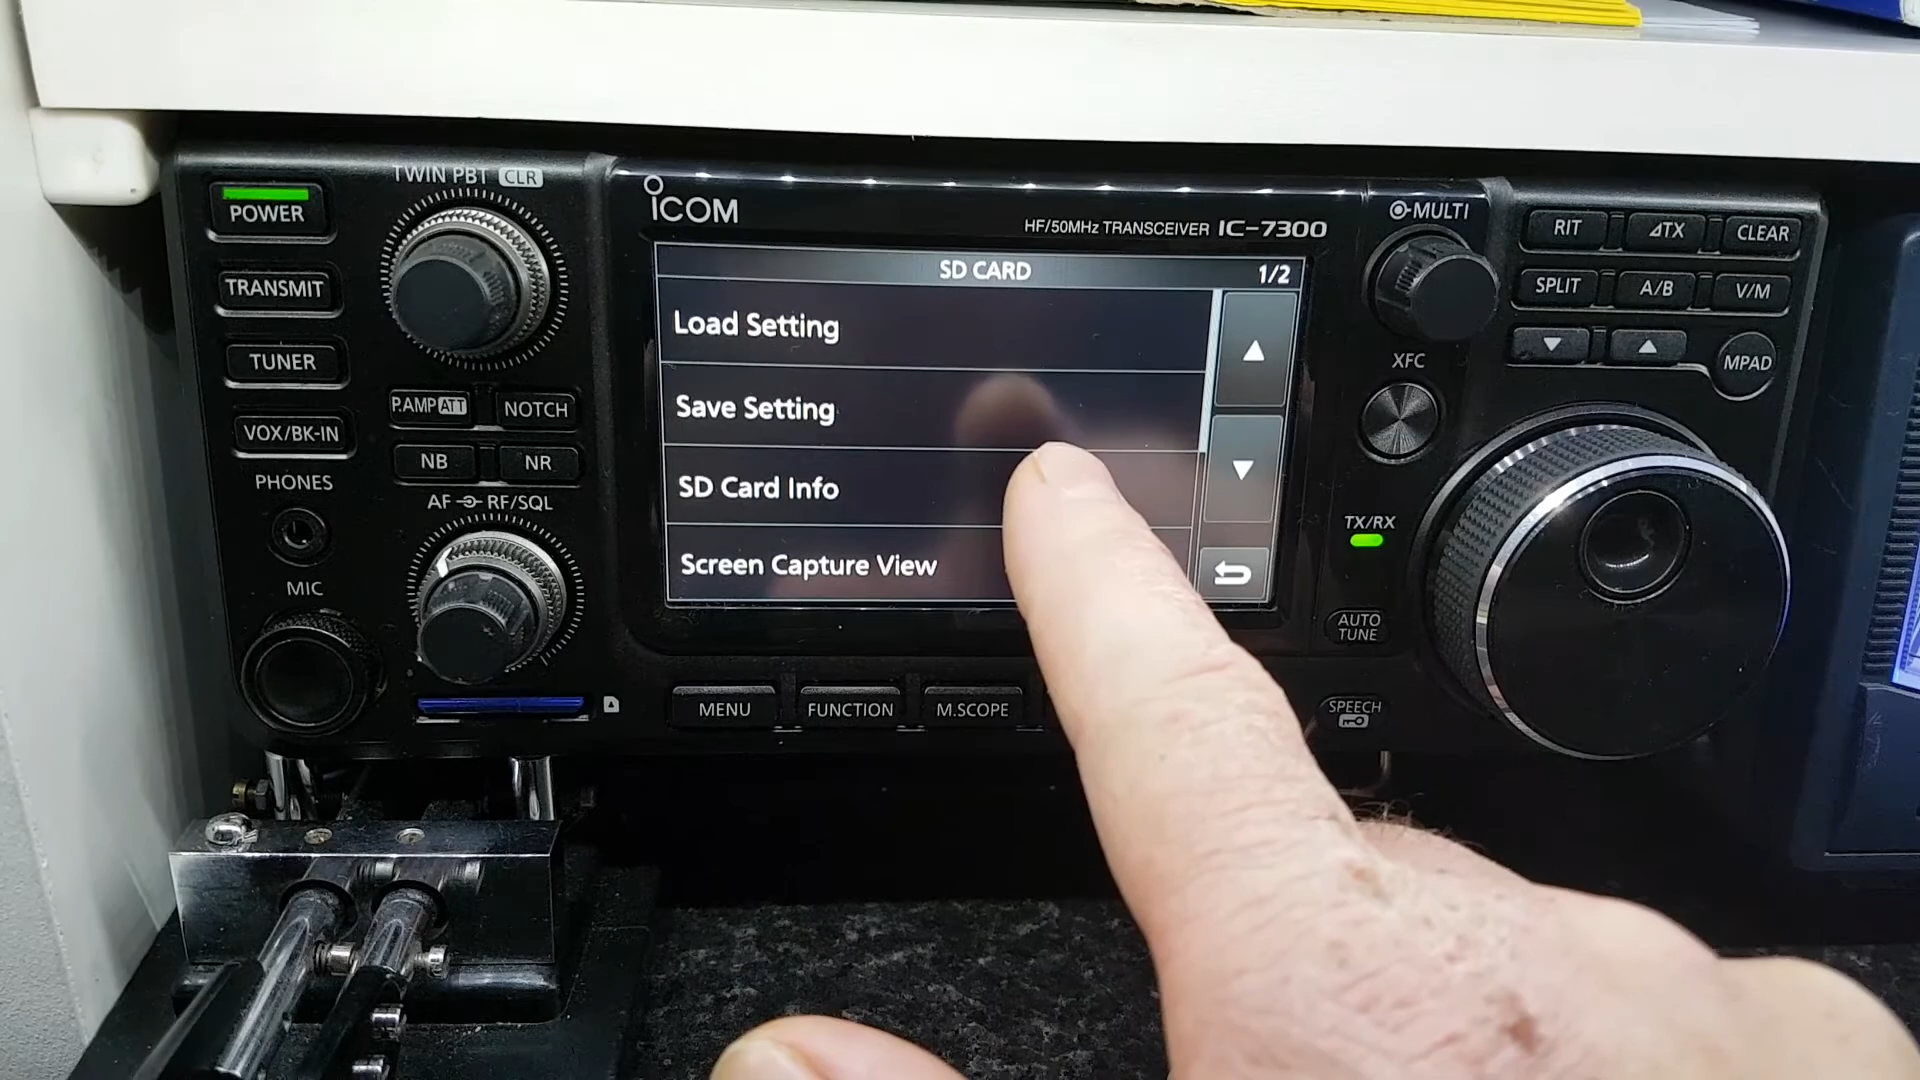 TWIN PBT CLR
POWER
TRANSMIT
TUNER
VOX/BK-IN
PHONES
MIC
P.AMP ATT
NOTCH
NB
NR
AF RF/SQL
ICOM
HF/50MHz TRANSCEIVER IC-7300
SD CARD 1/2
Load Setting
Save Setting
SD Card Info
Screen Capture View
MENU
FUNCTION
M.SCOPE
MULTI
XFC
TX/RX
AUTO
TUNE
SPEECH
RIT
⊿TX
CLEAR
SPLIT
A/B
V/M
MPAD